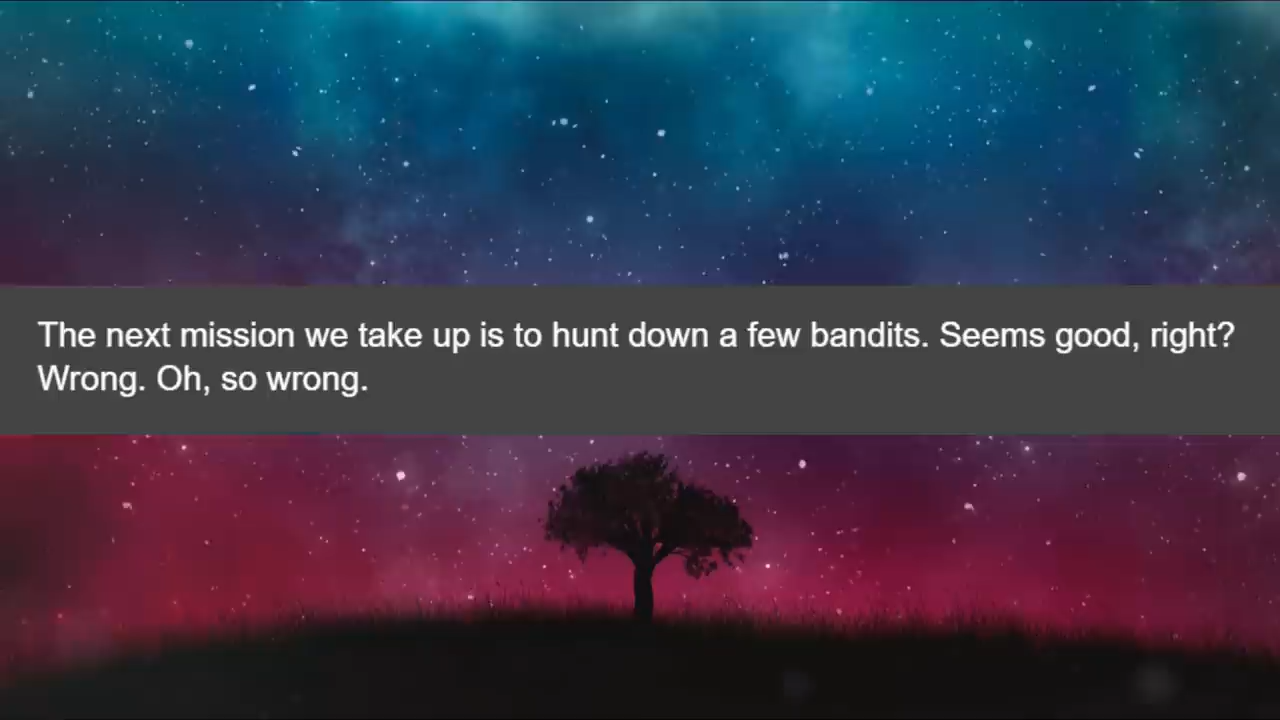 The next mission we take up is to hunt down a few bandits. Seems good, right?
Wrong. Oh, so wrong.